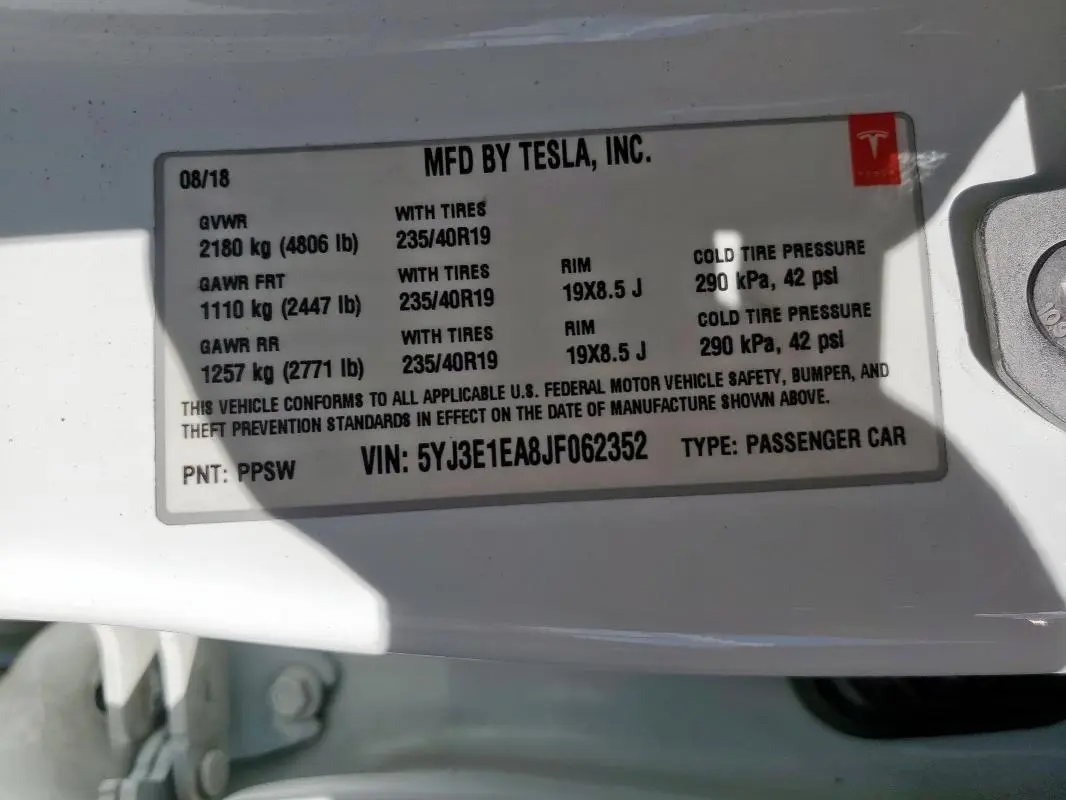 MFD BY TESLA, INC.
08/18
GVWR WITH TIRES
2180 kg (4806 lb) 235/40R19
GAWR FRT WITH TIRES RIM COLD TIRE PRESSURE
1110 kg (2447 lb) 235/40R19 19X8.5 J 290 kPa, 42 psi
GAWR RR WITH TIRES RIM COLD TIRE PRESSURE
1257 kg (2771 lb) 235/40R19 19X8.5 J 290 kPa, 42 psi
THIS VEHICLE CONFORMS TO ALL APPLICABLE U.S. FEDERAL MOTOR VEHICLE SAFETY, BUMPER, AND
THEFT PREVENTION STANDARDS IN EFFECT ON THE DATE OF MANUFACTURE SHOWN ABOVE.
PNT: PPSW VIN: 5YJ3E1EA8JF062352 TYPE: PASSENGER CAR